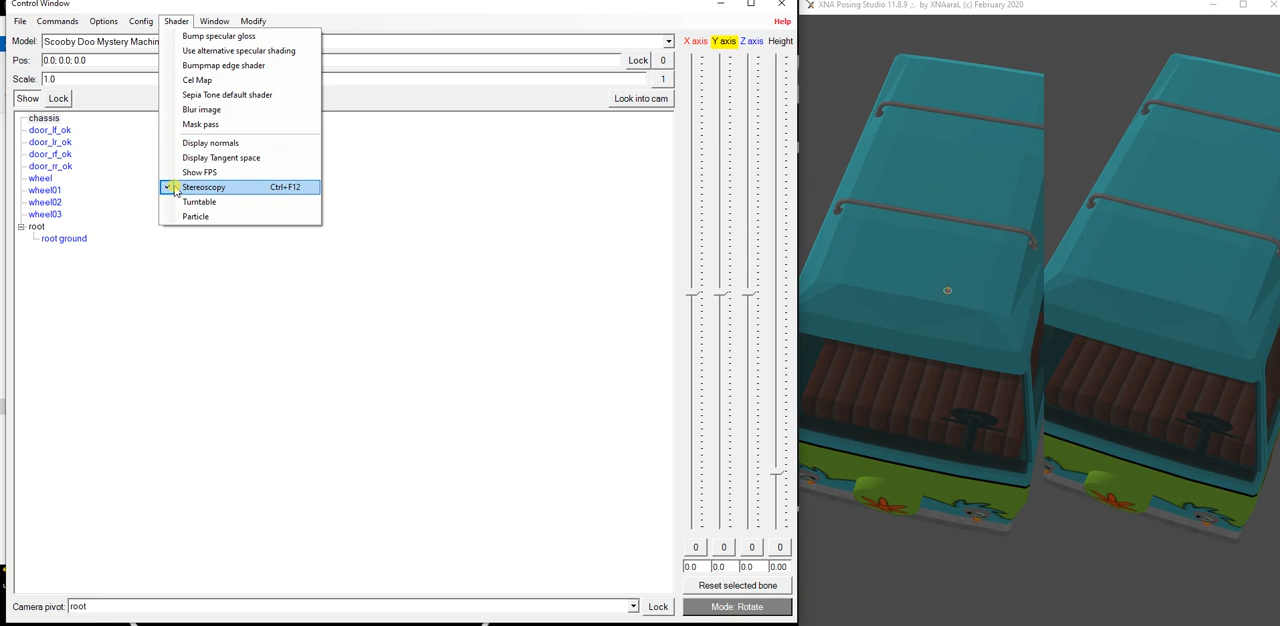 Control Window
XNA Posing Studio 11.8.9 .:. by XNAaraL (c) February 2020
File Commands Options Config Shader Window Modify Help
Model: Scooby Doo Mystery Machin
X axis Y axis Z axis Height
Pos: 0.0; 0.0; 0.0 Lock 0
Scale: 1.0 1
Show Lock Look into cam
Bump specular gloss
Use alternative specular shading
Bumpmap edge shader
Cel Map
Sepia Tone default shader
Blur image
Mask pass
Display normals
Display Tangent space
Show FPS
Stereoscopy Ctrl+F12
Turntable
Particle
chassis
door_lf_ok
door_lr_ok
door_rf_ok
door_rr_ok
wheel
wheel01
wheel02
wheel03
root
root ground
0 0 0 0
0.0 0.0 0.0 0.00
Reset selected bone
Camera pivot: root Lock
Mode: Rotate